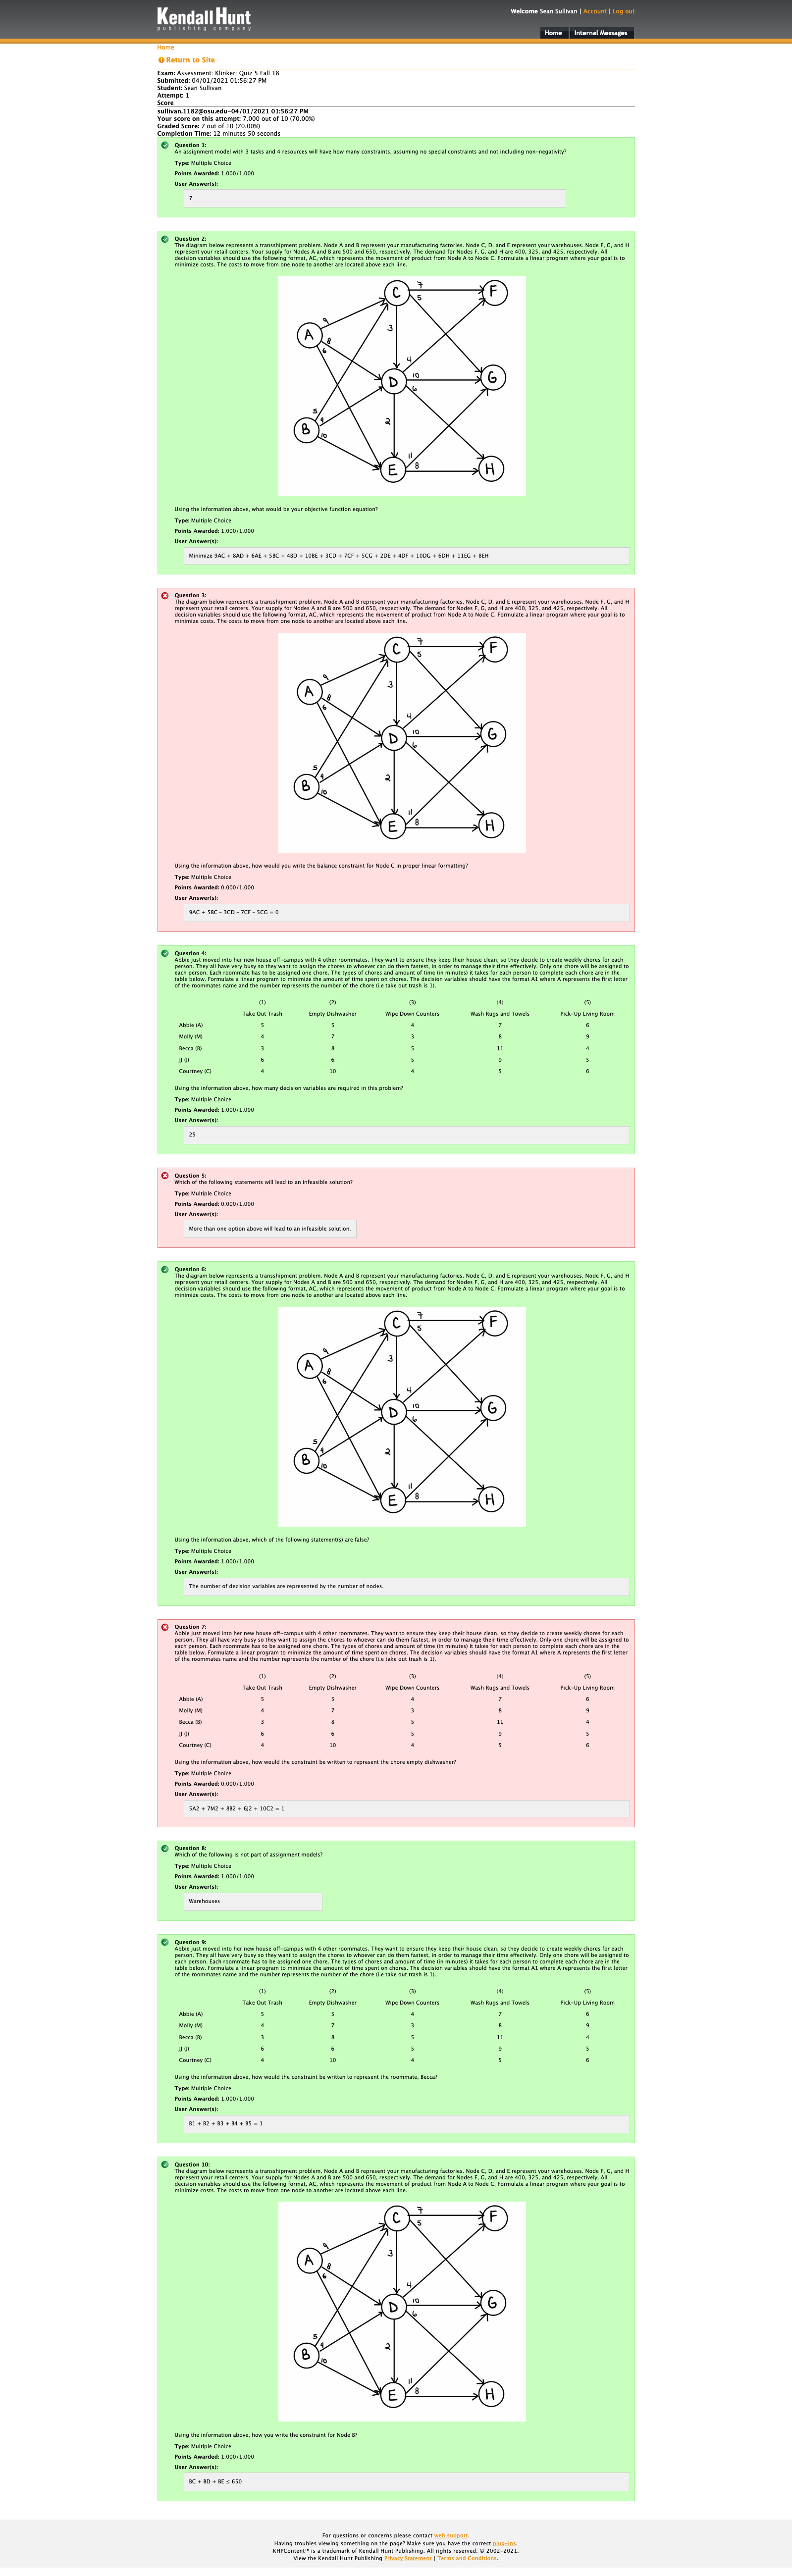 Kendall Hunt
publishing company
Welcome Sean Sullivan | Account | Log out
Home Internal Messages
Home
Return to Site
Exam: Assessment: Klinker: Quiz 5 Fall 18
Submitted: 04/01/2021 01:56:27 PM
Student: Sean Sullivan
Attempt: 1
Score
sullivan.1182@osu.edu-04/01/2021 01:56:27 PM
Your score on this attempt: 7.000 out of 10 (70.00%)
Graded Score: 7 out of 10 (70.00%)
Completion Time: 12 minutes 50 seconds
Question 1:
An assignment model with 3 tasks and 4 resources will have how many constraints, assuming no special constraints and not including non-negativity?
Type: Multiple Choice
Points Awarded: 1.000/1.000
User Answer(s):
7
Question 2:
The diagram below represents a transshipment problem. Node A and B represent your manufacturing factories. Node C, D, and E represent your warehouses. Node F, G, and H
represent your retail centers. Your supply for Nodes A and B are 500 and 650, respectively. The demand for Nodes F, G, and H are 400, 325, and 425, respectively. All
decision variables should use the following format, AC, which represents the movement of product from Node A to Node C. Formulate a linear program where your goal is to
minimize costs. The costs to move from one node to another are located above each line.
C 7 F
5
9
A 8
6
3
4
D 10 G
6
5
4
B 10
2
11
E 8 H
Using the information above, what would be your objective function equation?
Type: Multiple Choice
Points Awarded: 1.000/1.000
User Answer(s):
Minimize 9AC + 8AD + 6AE + 5BC + 4BD + 10BE + 3CD + 7CF + 5CG + 2DE + 4DF + 10DG + 6DH + 11EG + 8EH
Question 3:
The diagram below represents a transshipment problem. Node A and B represent your manufacturing factories. Node C, D, and E represent your warehouses. Node F, G, and H
represent your retail centers. Your supply for Nodes A and B are 500 and 650, respectively. The demand for Nodes F, G, and H are 400, 325, and 425, respectively. All
decision variables should use the following format, AC, which represents the movement of product from Node A to Node C. Formulate a linear program where your goal is to
minimize costs. The costs to move from one node to another are located above each line.
C 7 F
5
9
A 8
6
3
4
D 10 G
6
5
4
B 10
2
11
E 8 H
Using the information above, how would you write the balance constraint for Node C in proper linear formatting?
Type: Multiple Choice
Points Awarded: 0.000/1.000
User Answer(s):
9AC + 5BC - 3CD - 7CF - 5CG = 0
Question 4:
Abbie just moved into her new house off-campus with 4 other roommates. They want to ensure they keep their house clean, so they decide to create weekly chores for each
person. They all have very busy so they want to assign the chores to whoever can do them fastest, in order to manage their time effectively. Only one chore will be assigned to
each person. Each roommate has to be assigned one chore. The types of chores and amount of time (in minutes) it takes for each person to complete each chore are in the
table below. Formulate a linear program to minimize the amount of time spent on chores. The decision variables should have the format A1 where A represents the first letter
of the roommates name and the number represents the number of the chore (i.e take out trash is 1).
(1) (2) (3) (4) (5)
Take Out Trash Empty Dishwasher Wipe Down Counters Wash Rugs and Towels Pick-Up Living Room
Abbie (A) 5 5 4 7 6
Molly (M) 4 7 3 8 9
Becca (B) 3 8 5 11 4
JJ (J) 6 6 5 9 5
Courtney (C) 4 10 4 5 6
Using the information above, how many decision variables are required in this problem?
Type: Multiple Choice
Points Awarded: 1.000/1.000
User Answer(s):
25
Question 5:
Which of the following statements will lead to an infeasible solution?
Type: Multiple Choice
Points Awarded: 0.000/1.000
User Answer(s):
More than one option above will lead to an infeasible solution.
Question 6:
The diagram below represents a transshipment problem. Node A and B represent your manufacturing factories. Node C, D, and E represent your warehouses. Node F, G, and H
represent your retail centers. Your supply for Nodes A and B are 500 and 650, respectively. The demand for Nodes F, G, and H are 400, 325, and 425, respectively. All
decision variables should use the following format, AC, which represents the movement of product from Node A to Node C. Formulate a linear program where your goal is to
minimize costs. The costs to move from one node to another are located above each line.
C 7 F
5
9
A 8
6
3
4
D 10 G
6
5
4
B 10
2
11
E 8 H
Using the information above, which of the following statement(s) are false?
Type: Multiple Choice
Points Awarded: 1.000/1.000
User Answer(s):
The number of decision variables are represented by the number of nodes.
Question 7:
Abbie just moved into her new house off-campus with 4 other roommates. They want to ensure they keep their house clean, so they decide to create weekly chores for each
person. They all have very busy so they want to assign the chores to whoever can do them fastest, in order to manage their time effectively. Only one chore will be assigned to
each person. Each roommate has to be assigned one chore. The types of chores and amount of time (in minutes) it takes for each person to complete each chore are in the
table below. Formulate a linear program to minimize the amount of time spent on chores. The decision variables should have the format A1 where A represents the first letter
of the roommates name and the number represents the number of the chore (i.e take out trash is 1).
(1) (2) (3) (4) (5)
Take Out Trash Empty Dishwasher Wipe Down Counters Wash Rugs and Towels Pick-Up Living Room
Abbie (A) 5 5 4 7 6
Molly (M) 4 7 3 8 9
Becca (B) 3 8 5 11 4
JJ (J) 6 6 5 9 5
Courtney (C) 4 10 4 5 6
Using the information above, how would the constraint be written to represent the chore empty dishwasher?
Type: Multiple Choice
Points Awarded: 0.000/1.000
User Answer(s):
5A2 + 7M2 + 8B2 + 6J2 + 10C2 = 1
Question 8:
Which of the following is not part of assignment models?
Type: Multiple Choice
Points Awarded: 1.000/1.000
User Answer(s):
Warehouses
Question 9:
Abbie just moved into her new house off-campus with 4 other roommates. They want to ensure they keep their house clean, so they decide to create weekly chores for each
person. They all have very busy so they want to assign the chores to whoever can do them fastest, in order to manage their time effectively. Only one chore will be assigned to
each person. Each roommate has to be assigned one chore. The types of chores and amount of time (in minutes) it takes for each person to complete each chore are in the
table below. Formulate a linear program to minimize the amount of time spent on chores. The decision variables should have the format A1 where A represents the first letter
of the roommates name and the number represents the number of the chore (i.e take out trash is 1).
(1) (2) (3) (4) (5)
Take Out Trash Empty Dishwasher Wipe Down Counters Wash Rugs and Towels Pick-Up Living Room
Abbie (A) 5 5 4 7 6
Molly (M) 4 7 3 8 9
Becca (B) 3 8 5 11 4
JJ (J) 6 6 5 9 5
Courtney (C) 4 10 4 5 6
Using the information above, how would the constraint be written to represent the roommate, Becca?
Type: Multiple Choice
Points Awarded: 1.000/1.000
User Answer(s):
B1 + B2 + B3 + B4 + B5 = 1
Question 10:
The diagram below represents a transshipment problem. Node A and B represent your manufacturing factories. Node C, D, and E represent your warehouses. Node F, G, and H
represent your retail centers. Your supply for Nodes A and B are 500 and 650, respectively. The demand for Nodes F, G, and H are 400, 325, and 425, respectively. All
decision variables should use the following format, AC, which represents the movement of product from Node A to Node C. Formulate a linear program where your goal is to
minimize costs. The costs to move from one node to another are located above each line.
C 7 F
5
9
A 8
6
3
4
D 10 G
6
5
4
B 10
2
11
E 8 H
Using the information above, how you write the constraint for Node B?
Type: Multiple Choice
Points Awarded: 1.000/1.000
User Answer(s):
BC + BD + BE ≤ 650
For questions or concerns please contact web support.
Having troubles viewing something on the page? Make sure you have the correct plug-ins.
KHPContent™ is a trademark of Kendall Hunt Publishing. All rights reserved. © 2002-2021.
View the Kendall Hunt Publishing Privacy Statement | Terms and Conditions.